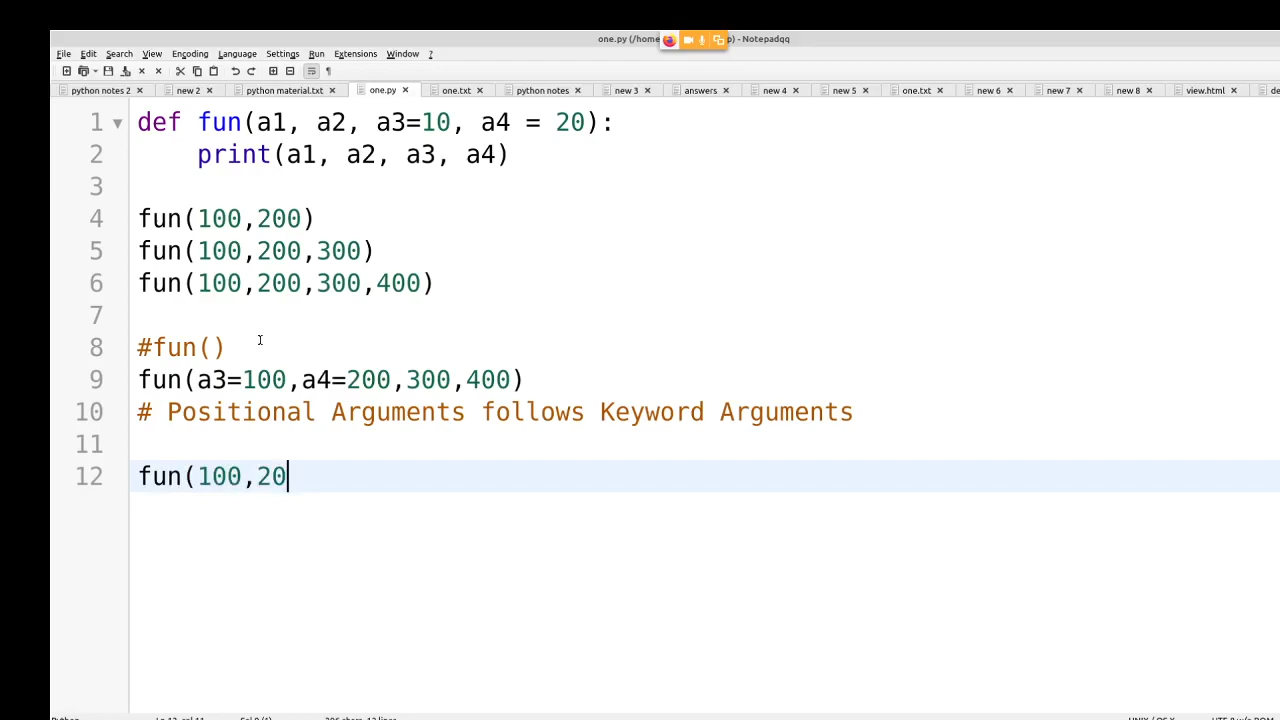 one.py (/home p) - Notepadqq
File Edit Search View Encoding Language Settings Run Extensions Window ?
python notes 2 new 2 python material.txt one.py one.txt python notes new 3 answers new 4 new 5 one.txt new 6 new 7 new 8 view.html de
1 def fun(a1, a2, a3=10, a4 = 20):
2 print(a1, a2, a3, a4)
3
4 fun(100,200)
5 fun(100,200,300)
6 fun(100,200,300,400)
7
8 #fun()
9 fun(a3=100,a4=200,300,400)
10 # Positional Arguments follows Keyword Arguments
11
12 fun(100,20